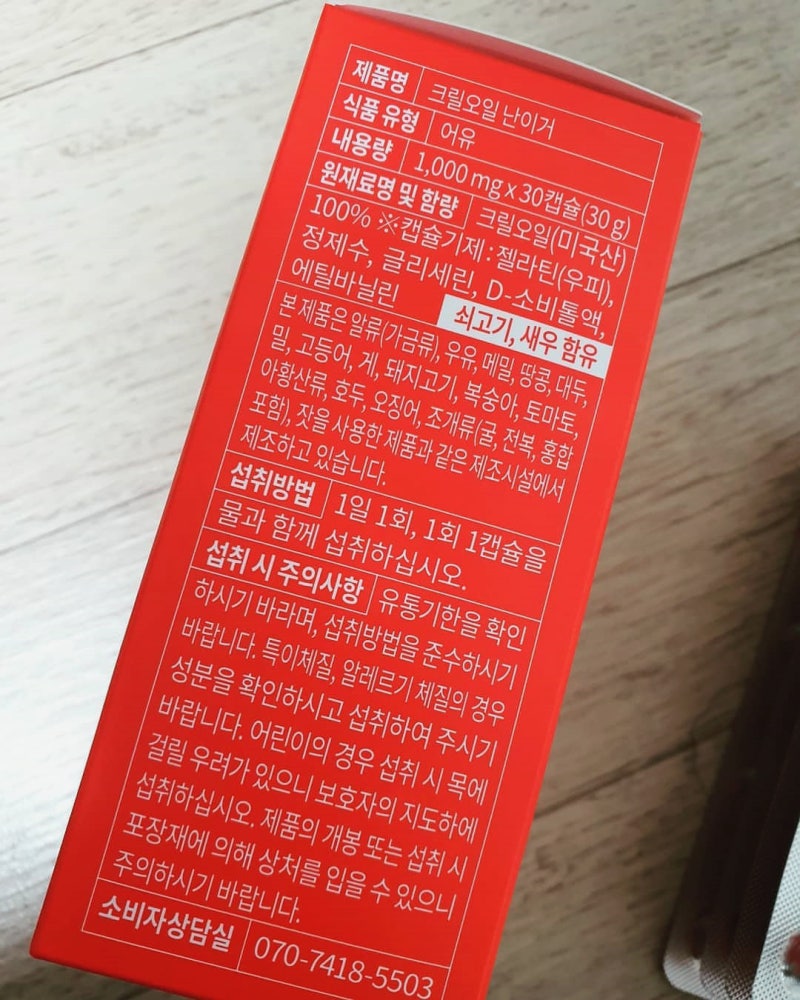 제품명 크릴오일 난이거
식품 유형 어유
내용량 1,000 mg x 30캡슐(30 g)
원재료명 및 함량 크릴오일(미국산)
100% ※캡슐기제 : 젤라틴(우피),
정제수, 글리세린, D-소비톨액,
에틸바닐린
쇠고기, 새우 함유
본 제품은 알류(가금류), 우유, 메밀, 땅콩, 대두,
밀, 고등어, 게, 돼지고기, 복숭아, 토마토,
아황산류, 호두, 오징어, 조개류(굴, 전복, 홍합
포함), 잣을 사용한 제품과 같은 제조시설에서
제조하고 있습니다.
섭취방법 1일 1회, 1회 1캡슐을
물과 함께 섭취하십시오.
섭취 시 주의사항 유통기한을 확인
하시기 바라며, 섭취방법을 준수하시기
바랍니다. 특이체질, 알레르기 체질의 경우
성분을 확인하시고 섭취하여 주시기
바랍니다. 어린이의 경우 섭취 시 목에
걸릴 우려가 있으니 보호자의 지도하에
섭취하십시오. 제품의 개봉 또는 섭취 시
포장재에 의해 상처를 입을 수 있으니
주의하시기 바랍니다.
소비자상담실 070-7418-5503